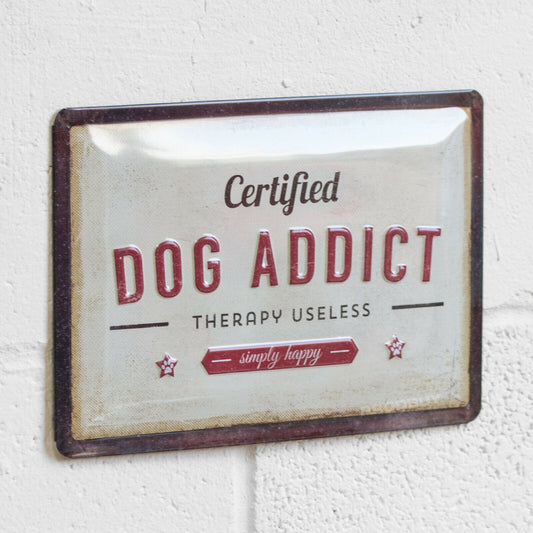 Certified
DOG ADDICT
THERAPY USELESS
simply happy